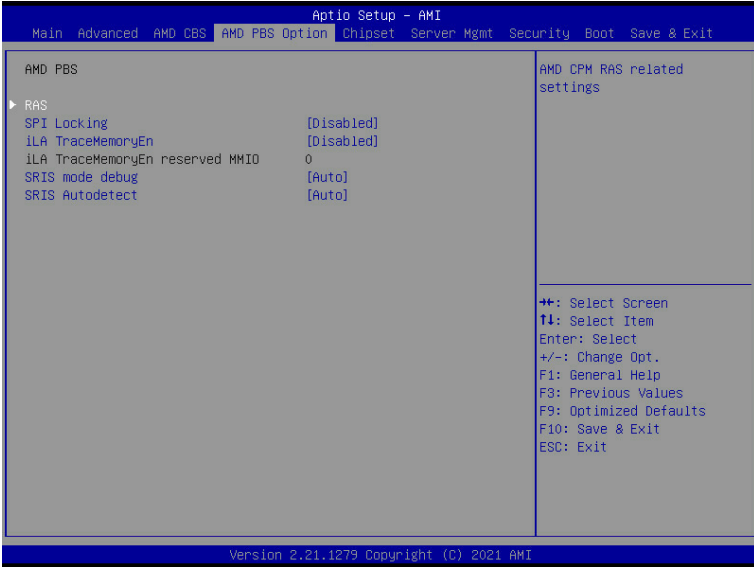 Aptio Setup - AMI
Main Advanced AMD CBS AMD PBS Option Chipset Server Mgmt Security Boot Save & Exit
AMD PBS
RAS
SPI Locking [Disabled]
iLA TraceMemoryEn [Disabled]
iLA TraceMemoryEn reserved MMIO 0
SRIS mode debug [Auto]
SRIS Autodetect [Auto]
AMD CPM RAS related
settings
→←: Select Screen
↑↓: Select Item
Enter: Select
+/-: Change Opt.
F1: General Help
F3: Previous Values
F9: Optimized Defaults
F10: Save & Exit
ESC: Exit
Version 2.21.1279 Copyright (C) 2021 AMI